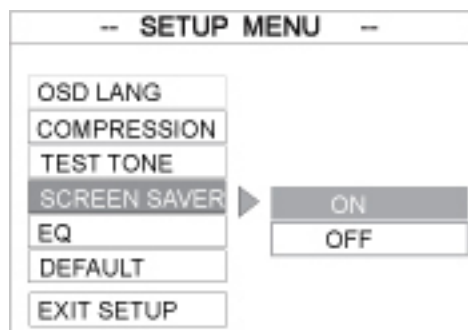 -- SETUP MENU --
OSD LANG
COMPRESSION
TEST TONE
SCREEN SAVER
ON
EQ
OFF
DEFAULT
EXIT SETUP